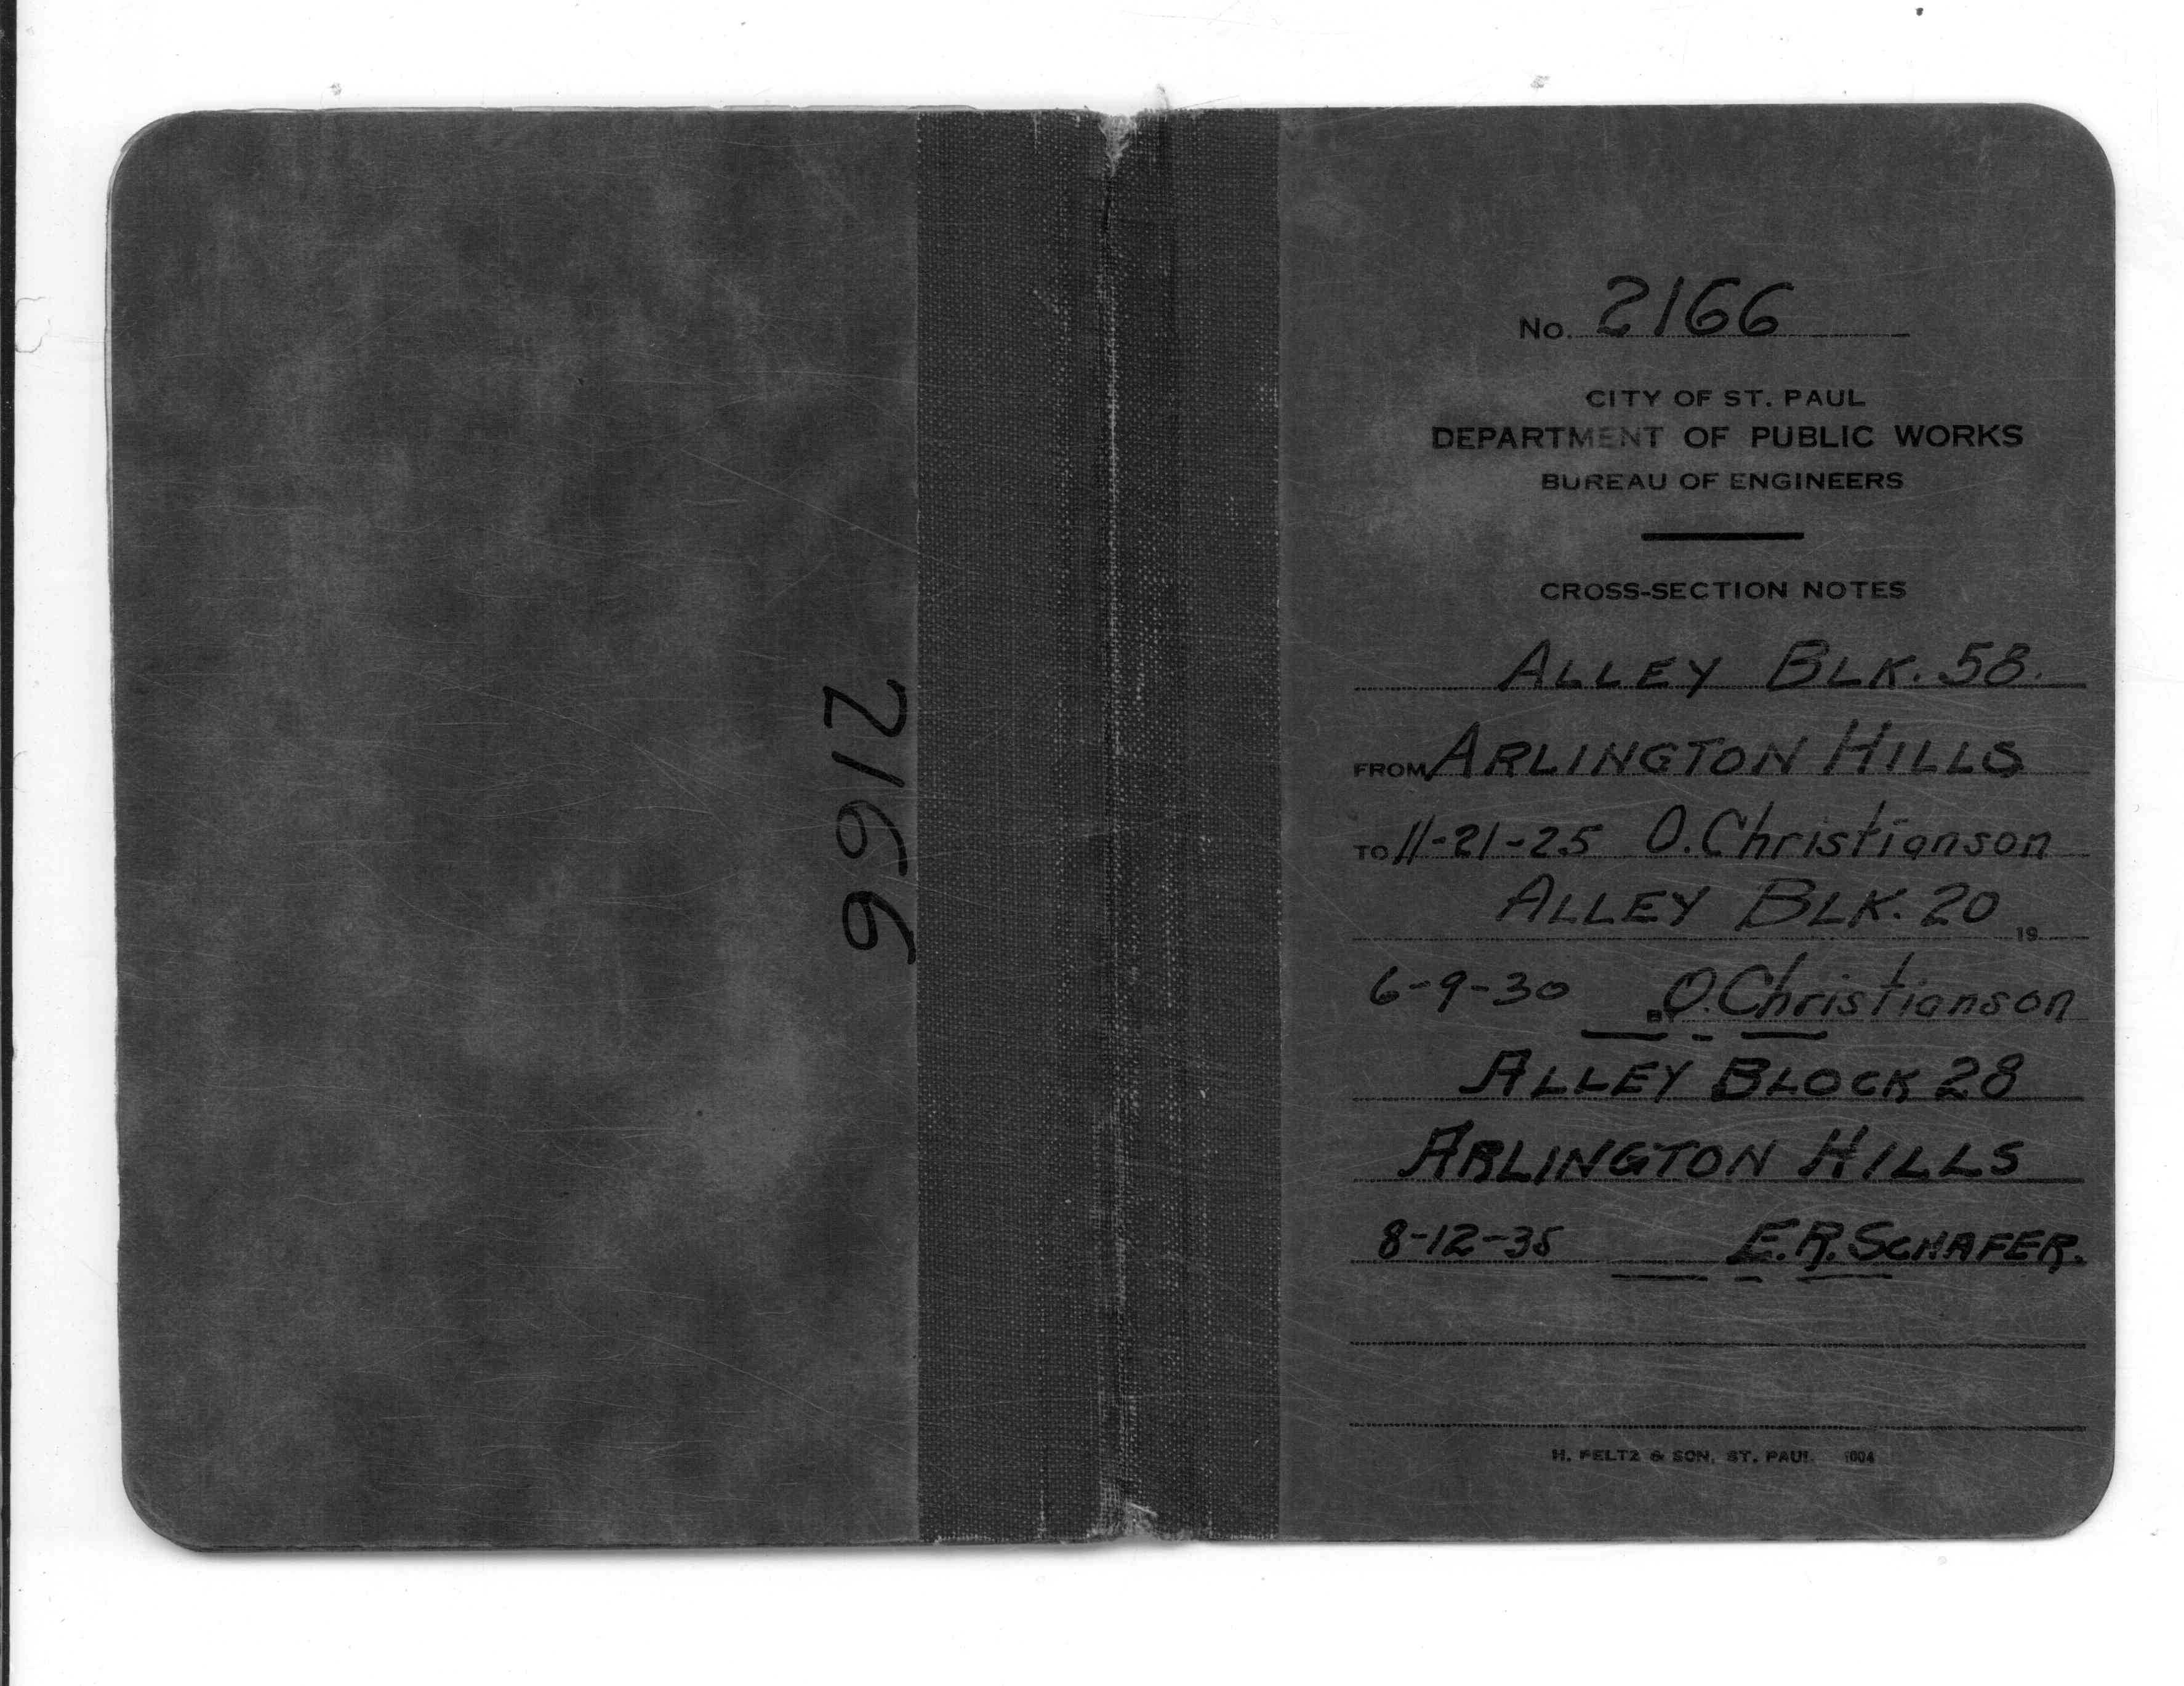 2166
No. 2166
CITY OF ST. PAUL
DEPARTMENT OF PUBLIC WORKS
BUREAU OF ENGINEERS
CROSS-SECTION NOTES
ALLEY BLK. 58.
FROM ARLINGTON HILLS
TO 11-21-25 O. Christianson
ALLEY BLK. 20 19
6-9-30 O. Christianson
ALLEY BLOCK 28
ARLINGTON HILLS
8-12-35 E.R. SCHAFER.
H. PELTZ & SON, ST. PAUL 1004